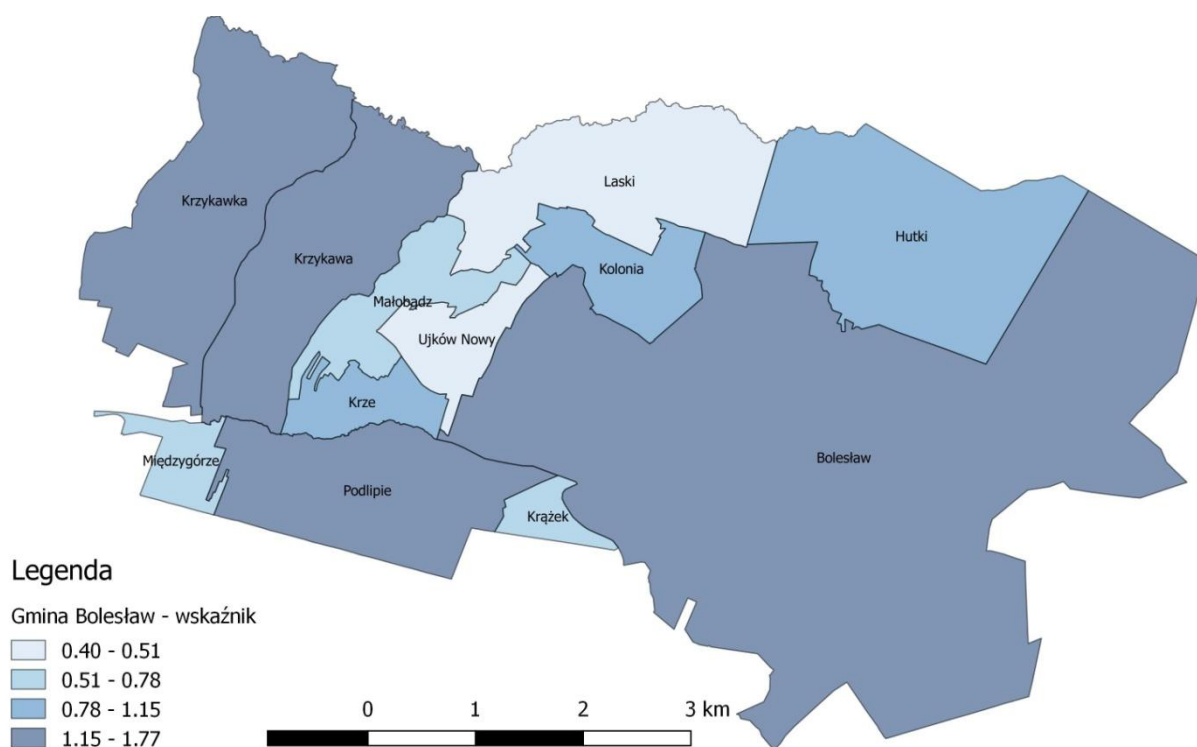 Laski
Krzykawka
Hutki
Krzykawa
Kolonia
Małobądz
Ujków Nowy
Krze
Bolesław
Międzygórze
Podlipie
Krążek
Legenda
Gmina Bolesław - wskaźnik
0.40 - 0.51
0.51 - 0.78
0.78 - 1.15
1.15 - 1.77
0 1 2 3 km